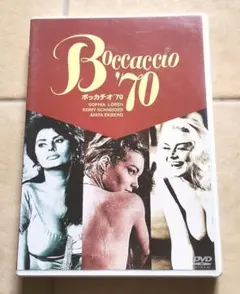 Boccaccio
'70
ボッカチオ'70
SOPHIA LOREN
ROMY SCHNEIDER
ANITA EKBERG
DVD